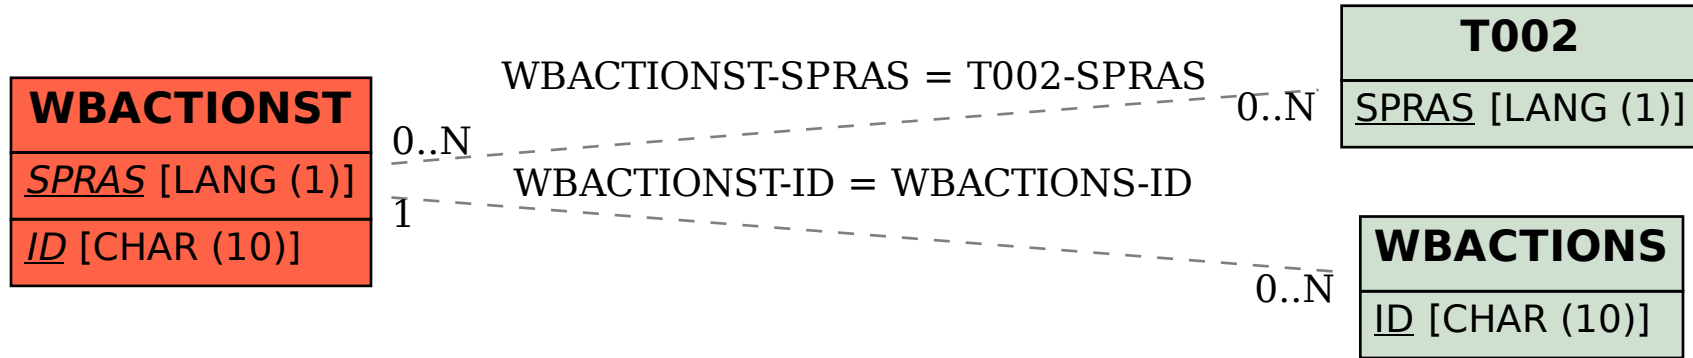 WBACTIONST
SPRAS [LANG (1)]
ID [CHAR (10)]
WBACTIONST-SPRAS = T002-SPRAS
0..N
0..N
WBACTIONST-ID = WBACTIONS-ID
1
0..N
T002
SPRAS [LANG (1)]
WBACTIONS
ID [CHAR (10)]